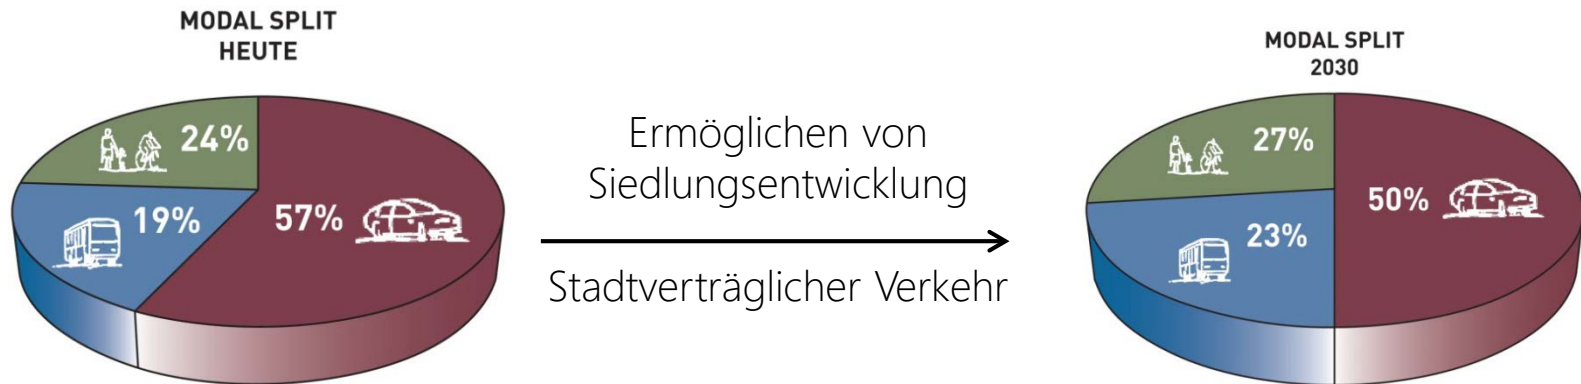 MODAL SPLIT
HEUTE
24%
19%
57%
Ermöglichen von
Siedlungsentwicklung
Stadtverträglicher Verkehr
MODAL SPLIT
2030
27%
23%
50%